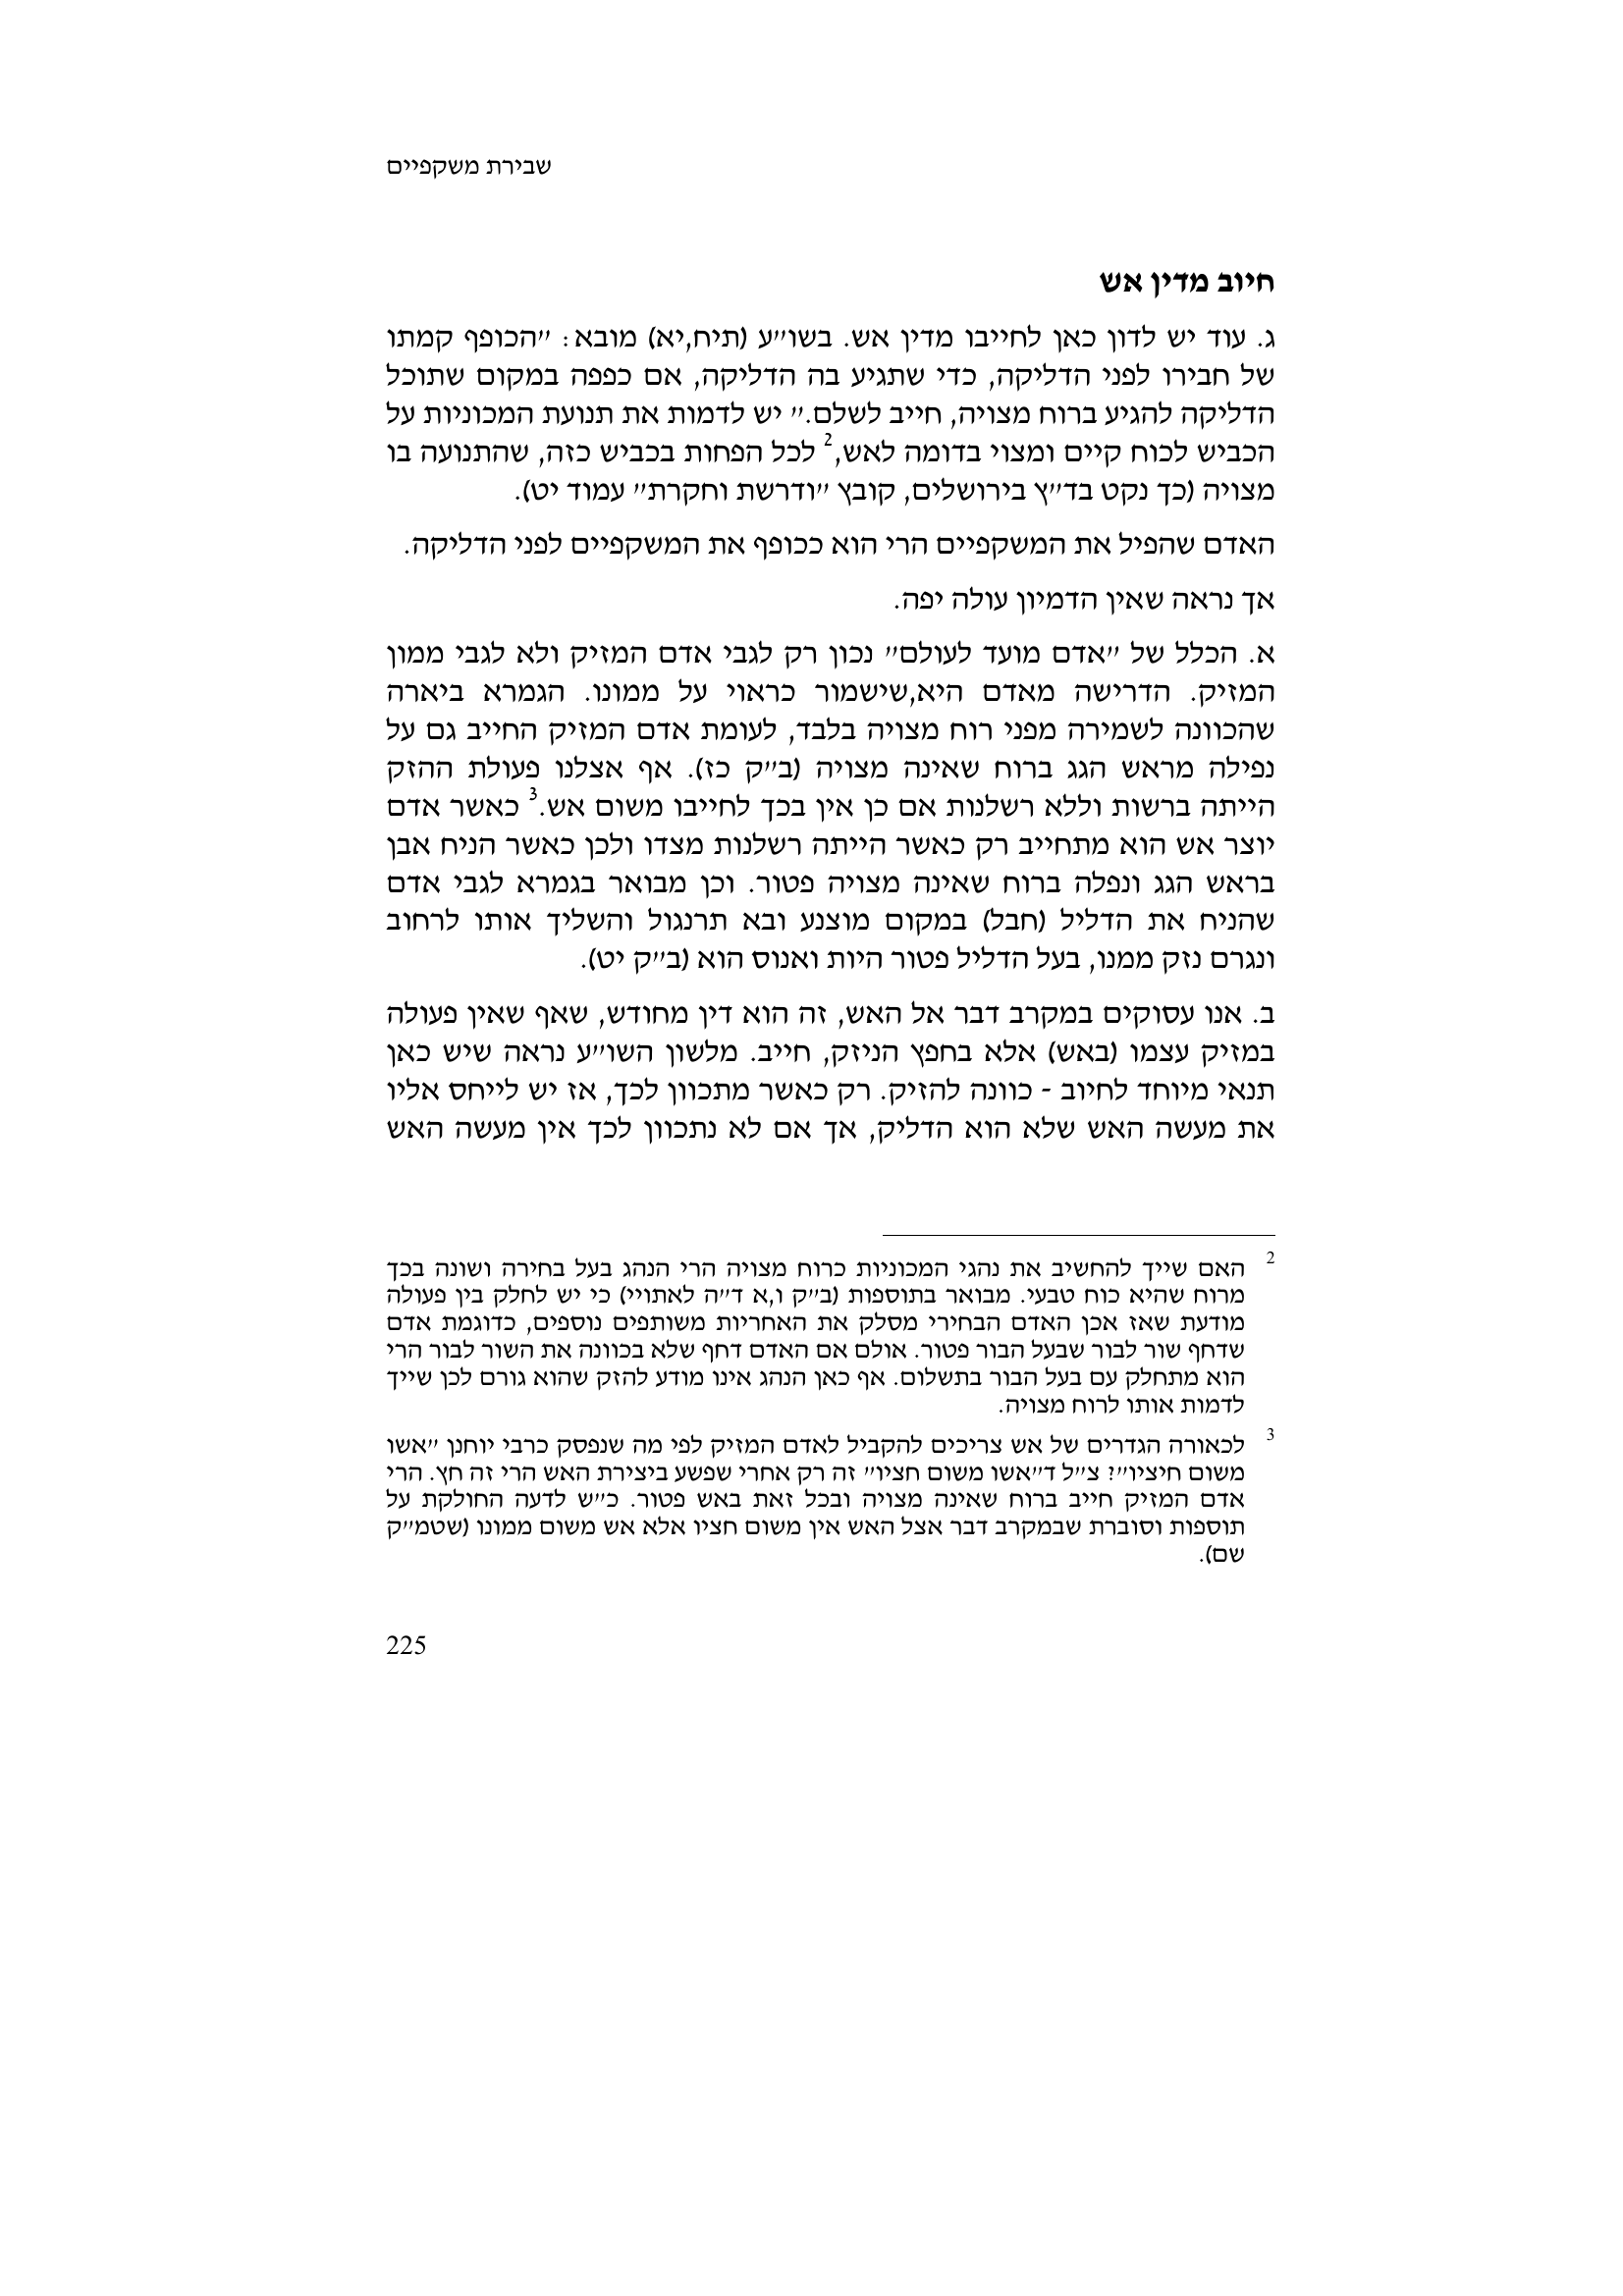 שבירת משקפיים
חיוב מדין אש
ג. עוד יש לדון כאן לחייבו מדין אש. בשו״ע (תיח,יא) מובא: ״הכופף קמתו
של חבירו לפני הדליקה, כדי שתגיע בה הדליקה, אם כפפה במקום שתוכל
הדליקה להגיע ברוח מצויה, חייב לשלם.״ יש לדמות את תנועת המכוניות על
הכביש לכוח קיים ומצוי בדומה לאש,2 לכל הפחות בכביש כזה, שהתנועה בו
מצויה (כך נקט בד״ץ בירושלים, קובץ ״ודרשת וחקרת״ עמוד יט).
האדם שהפיל את המשקפיים הרי הוא ככופף את המשקפיים לפני הדליקה.
אך נראה שאין הדמיון עולה יפה.
א. הכלל של ״אדם מועד לעולם״ נכון רק לגבי אדם המזיק ולא לגבי ממון
המזיק. הדרישה מאדם היא,שישמור כראוי על ממונו. הגמרא ביארה
שהכוונה לשמירה מפני רוח מצויה בלבד, לעומת אדם המזיק החייב גם על
נפילה מראש הגג ברוח שאינה מצויה (ב״ק כז). אף אצלנו פעולת ההזק
הייתה ברשות וללא רשלנות אם כן אין בכך לחייבו משום אש.3 כאשר אדם
יוצר אש הוא מתחייב רק כאשר הייתה רשלנות מצדו ולכן כאשר הניח אבן
בראש הגג ונפלה ברוח שאינה מצויה פטור. וכן מבואר בגמרא לגבי אדם
שהניח את הדליל (חבל) במקום מוצנע ובא תרנגול והשליך אותו לרחוב
ונגרם נזק ממנו, בעל הדליל פטור היות ואנוס הוא (ב״ק יט).
ב. אנו עסוקים במקרב דבר אל האש, זה הוא דין מחודש, שאף שאין פעולה
במזיק עצמו (באש) אלא בחפץ הניזק, חייב. מלשון השו״ע נראה שיש כאן
תנאי מיוחד לחיוב - כוונה להזיק. רק כאשר מתכוון לכך, אז יש לייחס אליו
את מעשה האש שלא הוא הדליק, אך אם לא נתכוון לכך אין מעשה האש
2 האם שייך להחשיב את נהגי המכוניות כרוח מצויה הרי הנהג בעל בחירה ושונה בכך
מרוח שהיא כוח טבעי. מבואר בתוספות (ב״ק ו,א ד״ה לאתויי) כי יש לחלק בין פעולה
מודעת שאז אכן האדם הבחירי מסלק את האחריות משותפים נוספים, כדוגמת אדם
שדחף שור לבור שבעל הבור פטור. אולם אם האדם דחף שלא בכוונה את השור לבור הרי
הוא מתחלק עם בעל הבור בתשלום. אף כאן הנהג אינו מודע להזק שהוא גורם לכן שייך
לדמות אותו לרוח מצויה.
3 לכאורה הגדרים של אש צריכים להקביל לאדם המזיק לפי מה שנפסק כרבי יוחנן ״אשו
משום חיציו״? צ״ל ד״אשו משום חציו״ זה רק אחרי שפשע ביצירת האש הרי זה חץ. הרי
אדם המזיק חייב ברוח שאינה מצויה ובכל זאת באש פטור. כ״ש לדעה החולקת על
תוספות וסוברת שבמקרב דבר אצל האש אין משום חציו אלא אש משום ממונו (שטמ״ק
שם).
225